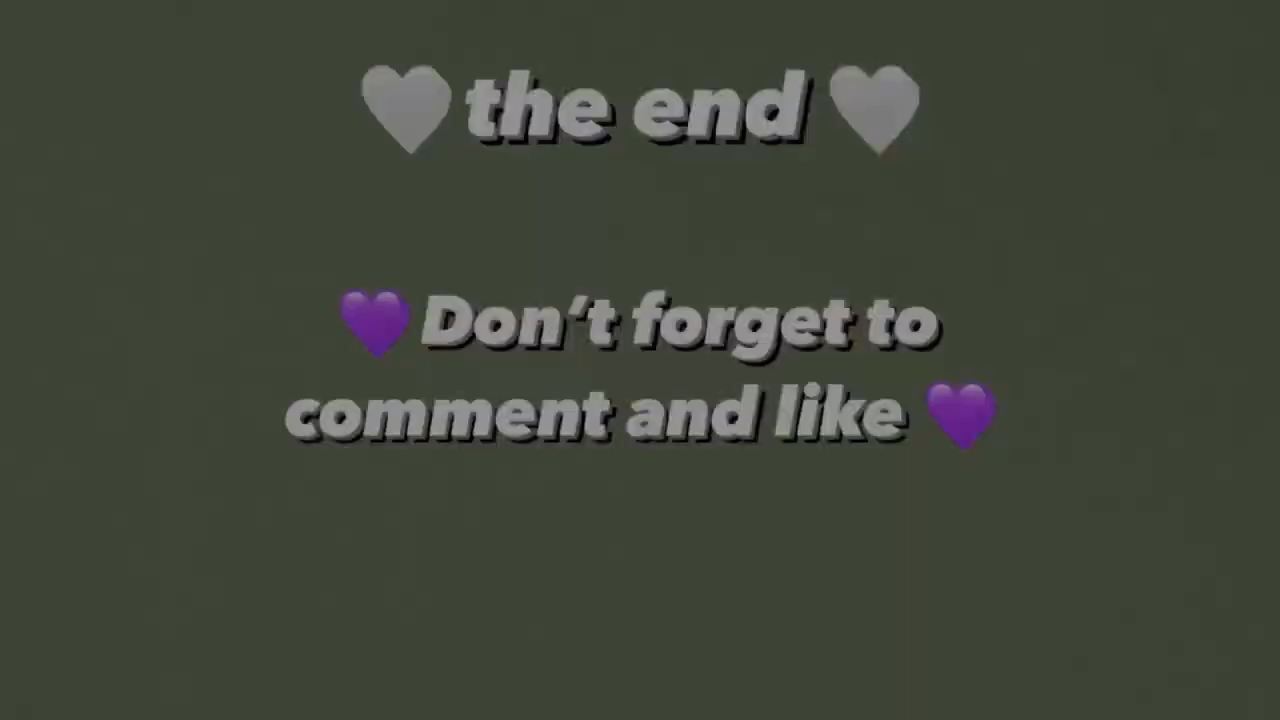 🤍 the end 🤍
💜 Don't forget to
comment and like 💜